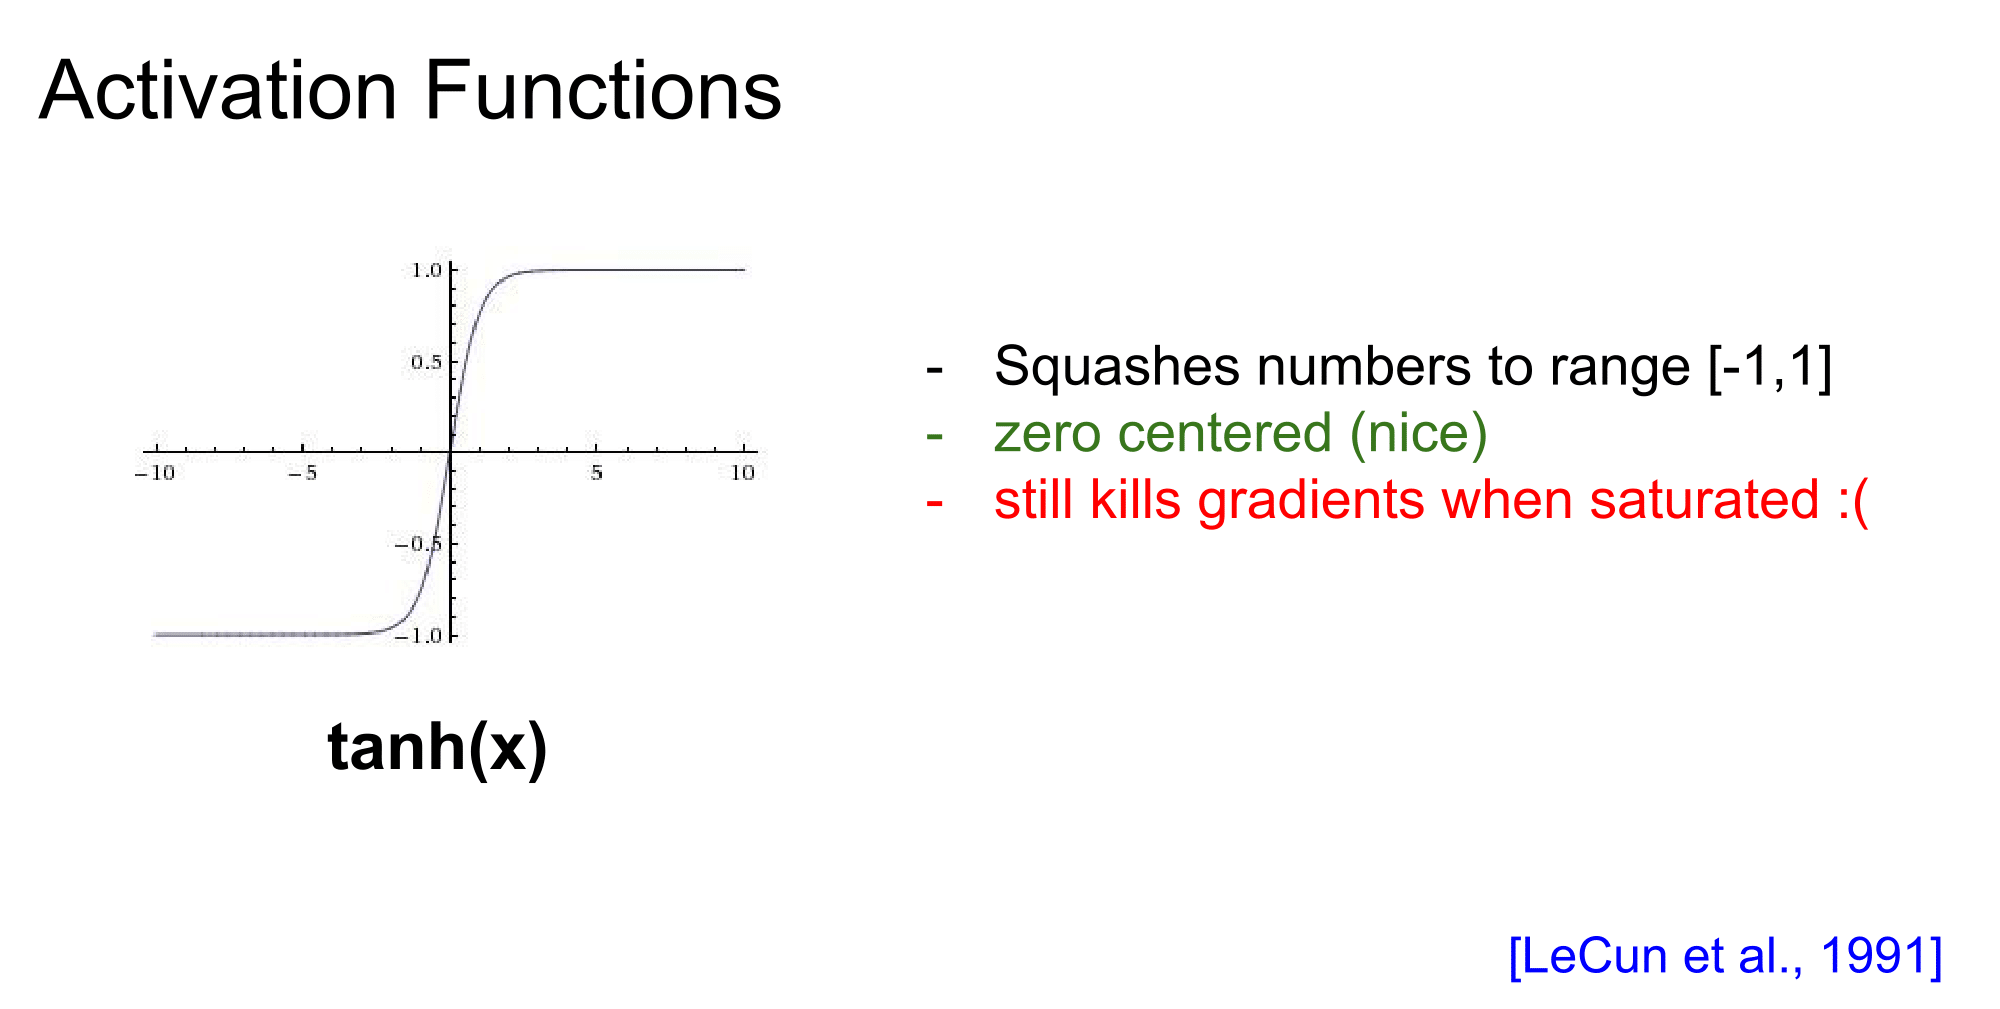 Activation Functions
1.0
0.5
−10
−5
5
10
−0.5
−1.0
tanh(x)
- Squashes numbers to range [-1,1]
- zero centered (nice)
- still kills gradients when saturated :(
[LeCun et al., 1991]